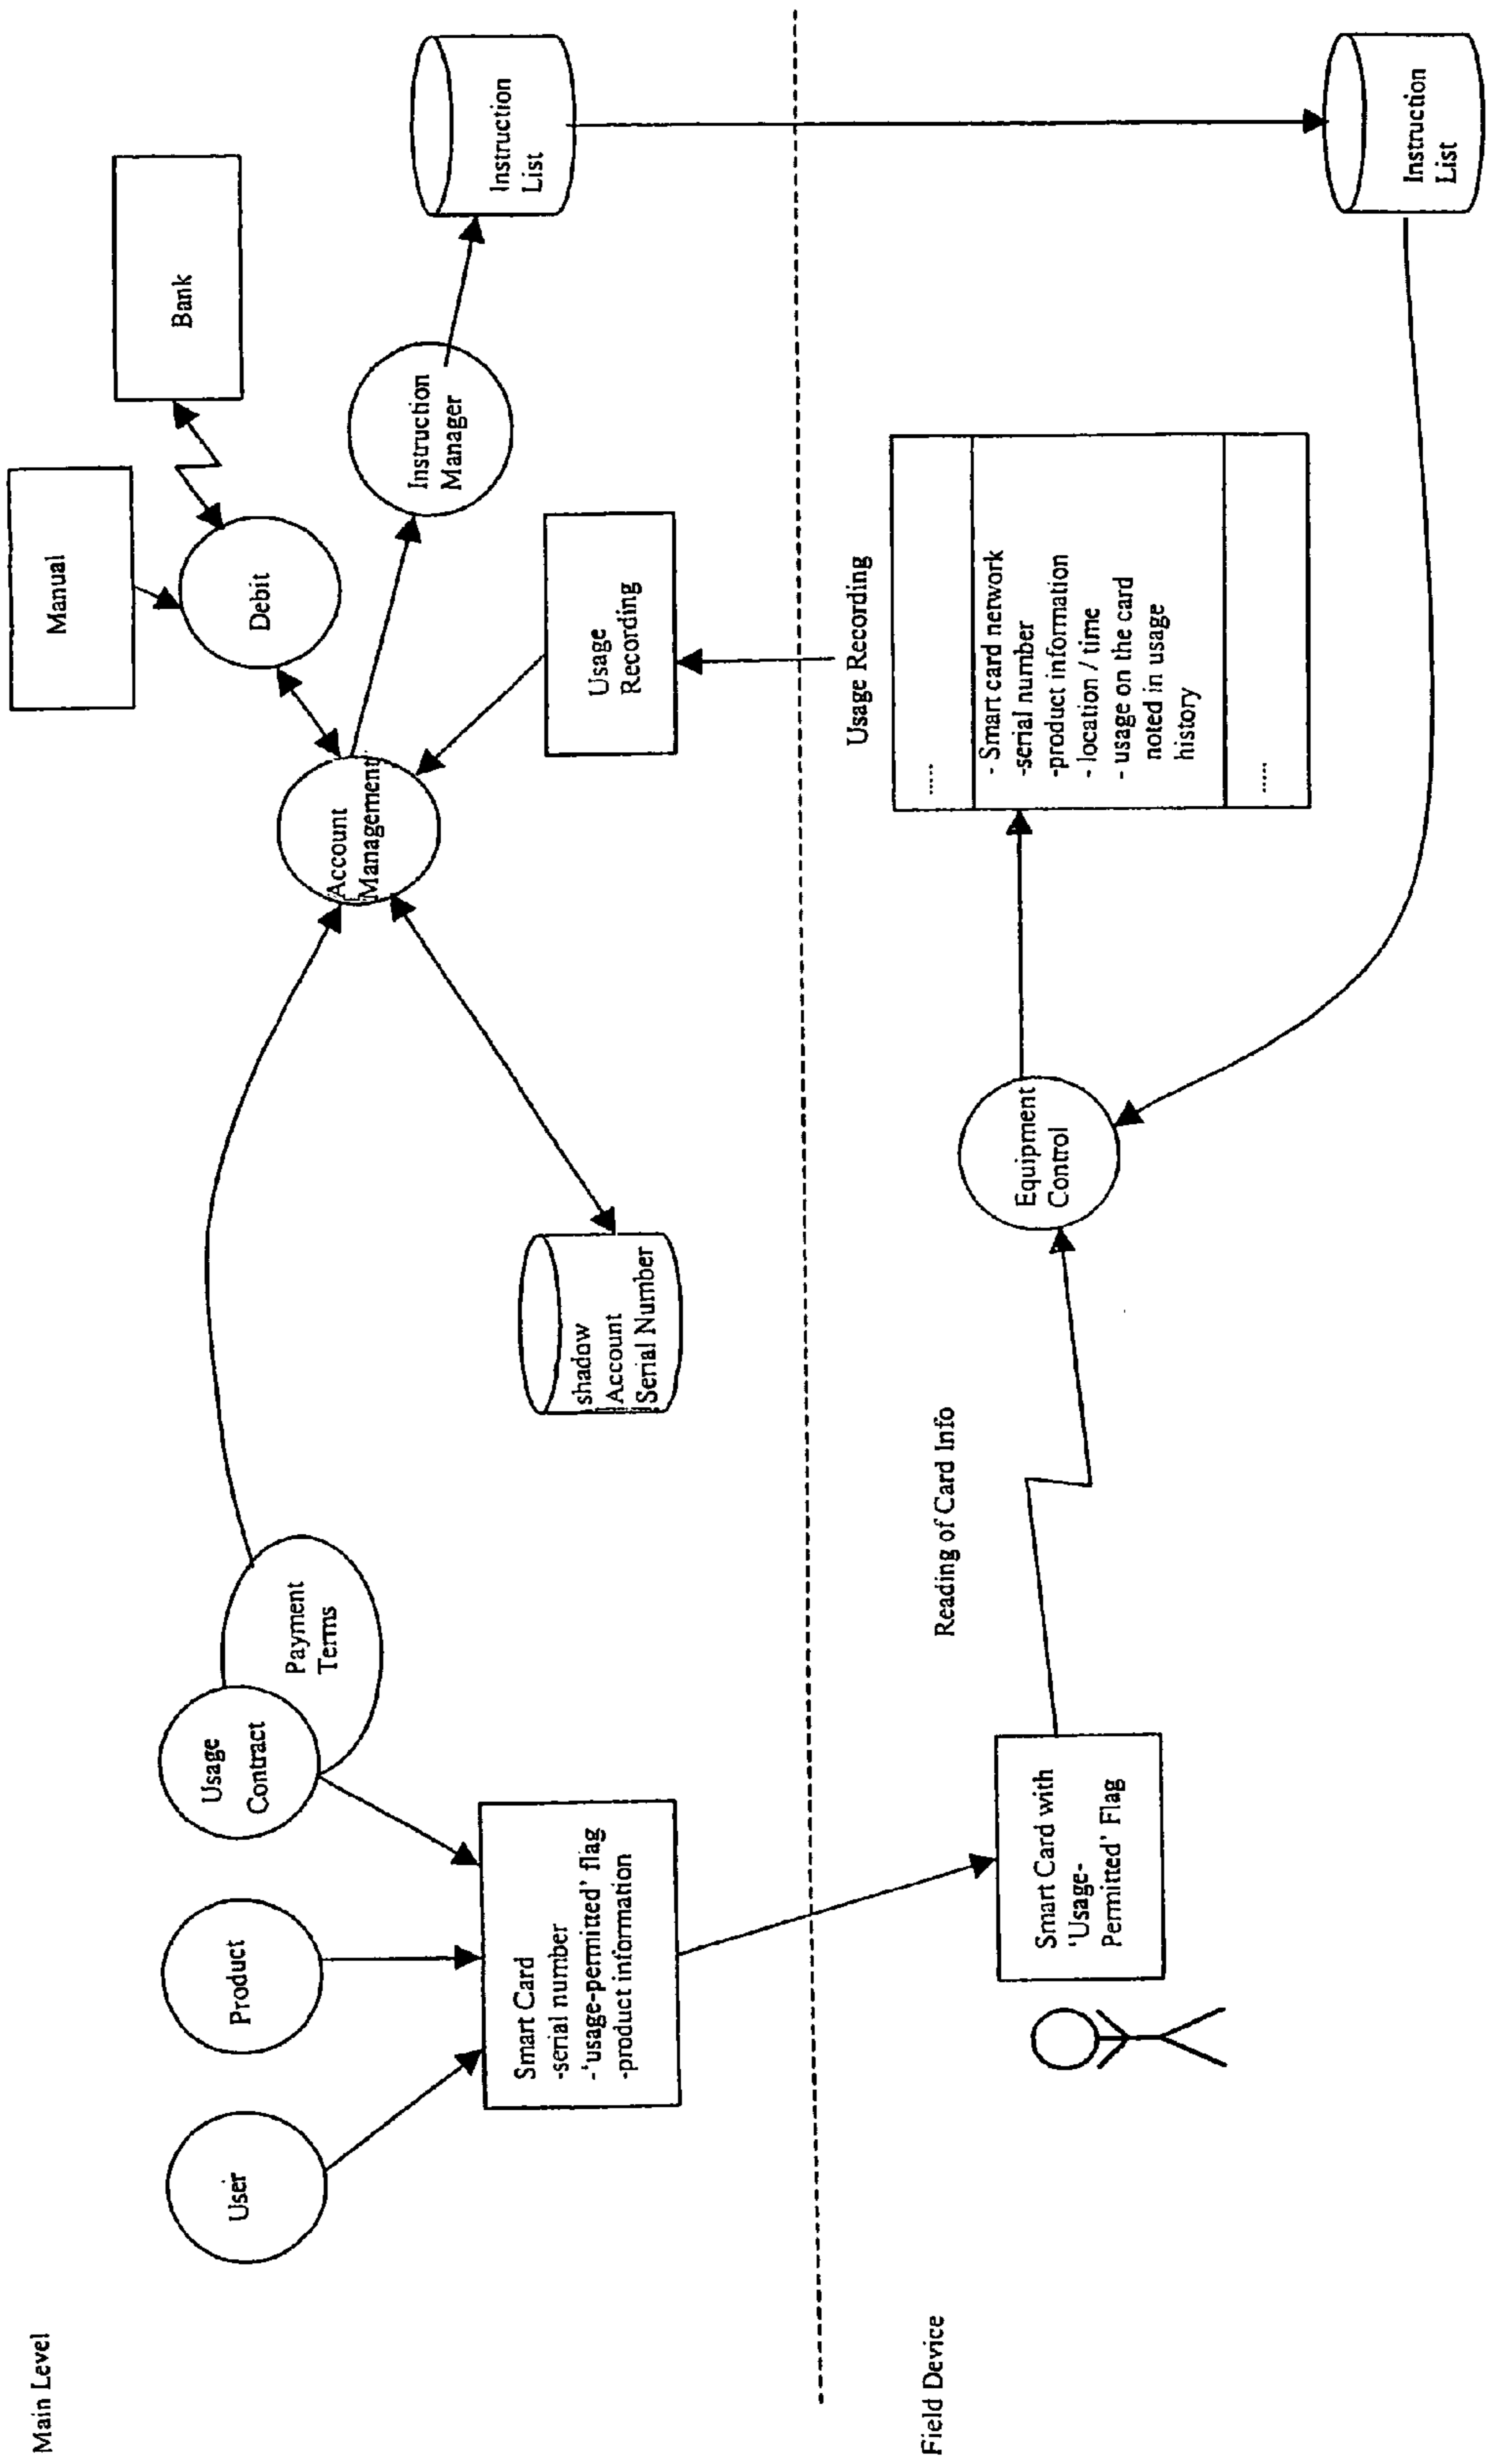 Main Level
User
Product
Usage
Contract
Payment
Terms
Smart Card
-serial number
-‘usage-permitted’ flag
-product information
shadow
Account
Serial Number
Account
Management
Manual
Debit
Bank
Usage
Recording
Instruction
Manager
Instruction
List
Field Device
Smart Card with
‘Usage-
Permitted’ Flag
Reading of Card Info
Equipment
Control
Usage Recording
.....
- Smart card network
-serial number
-product information
- location / time
- usage on the card
noted in usage
history
.....
Instruction
List